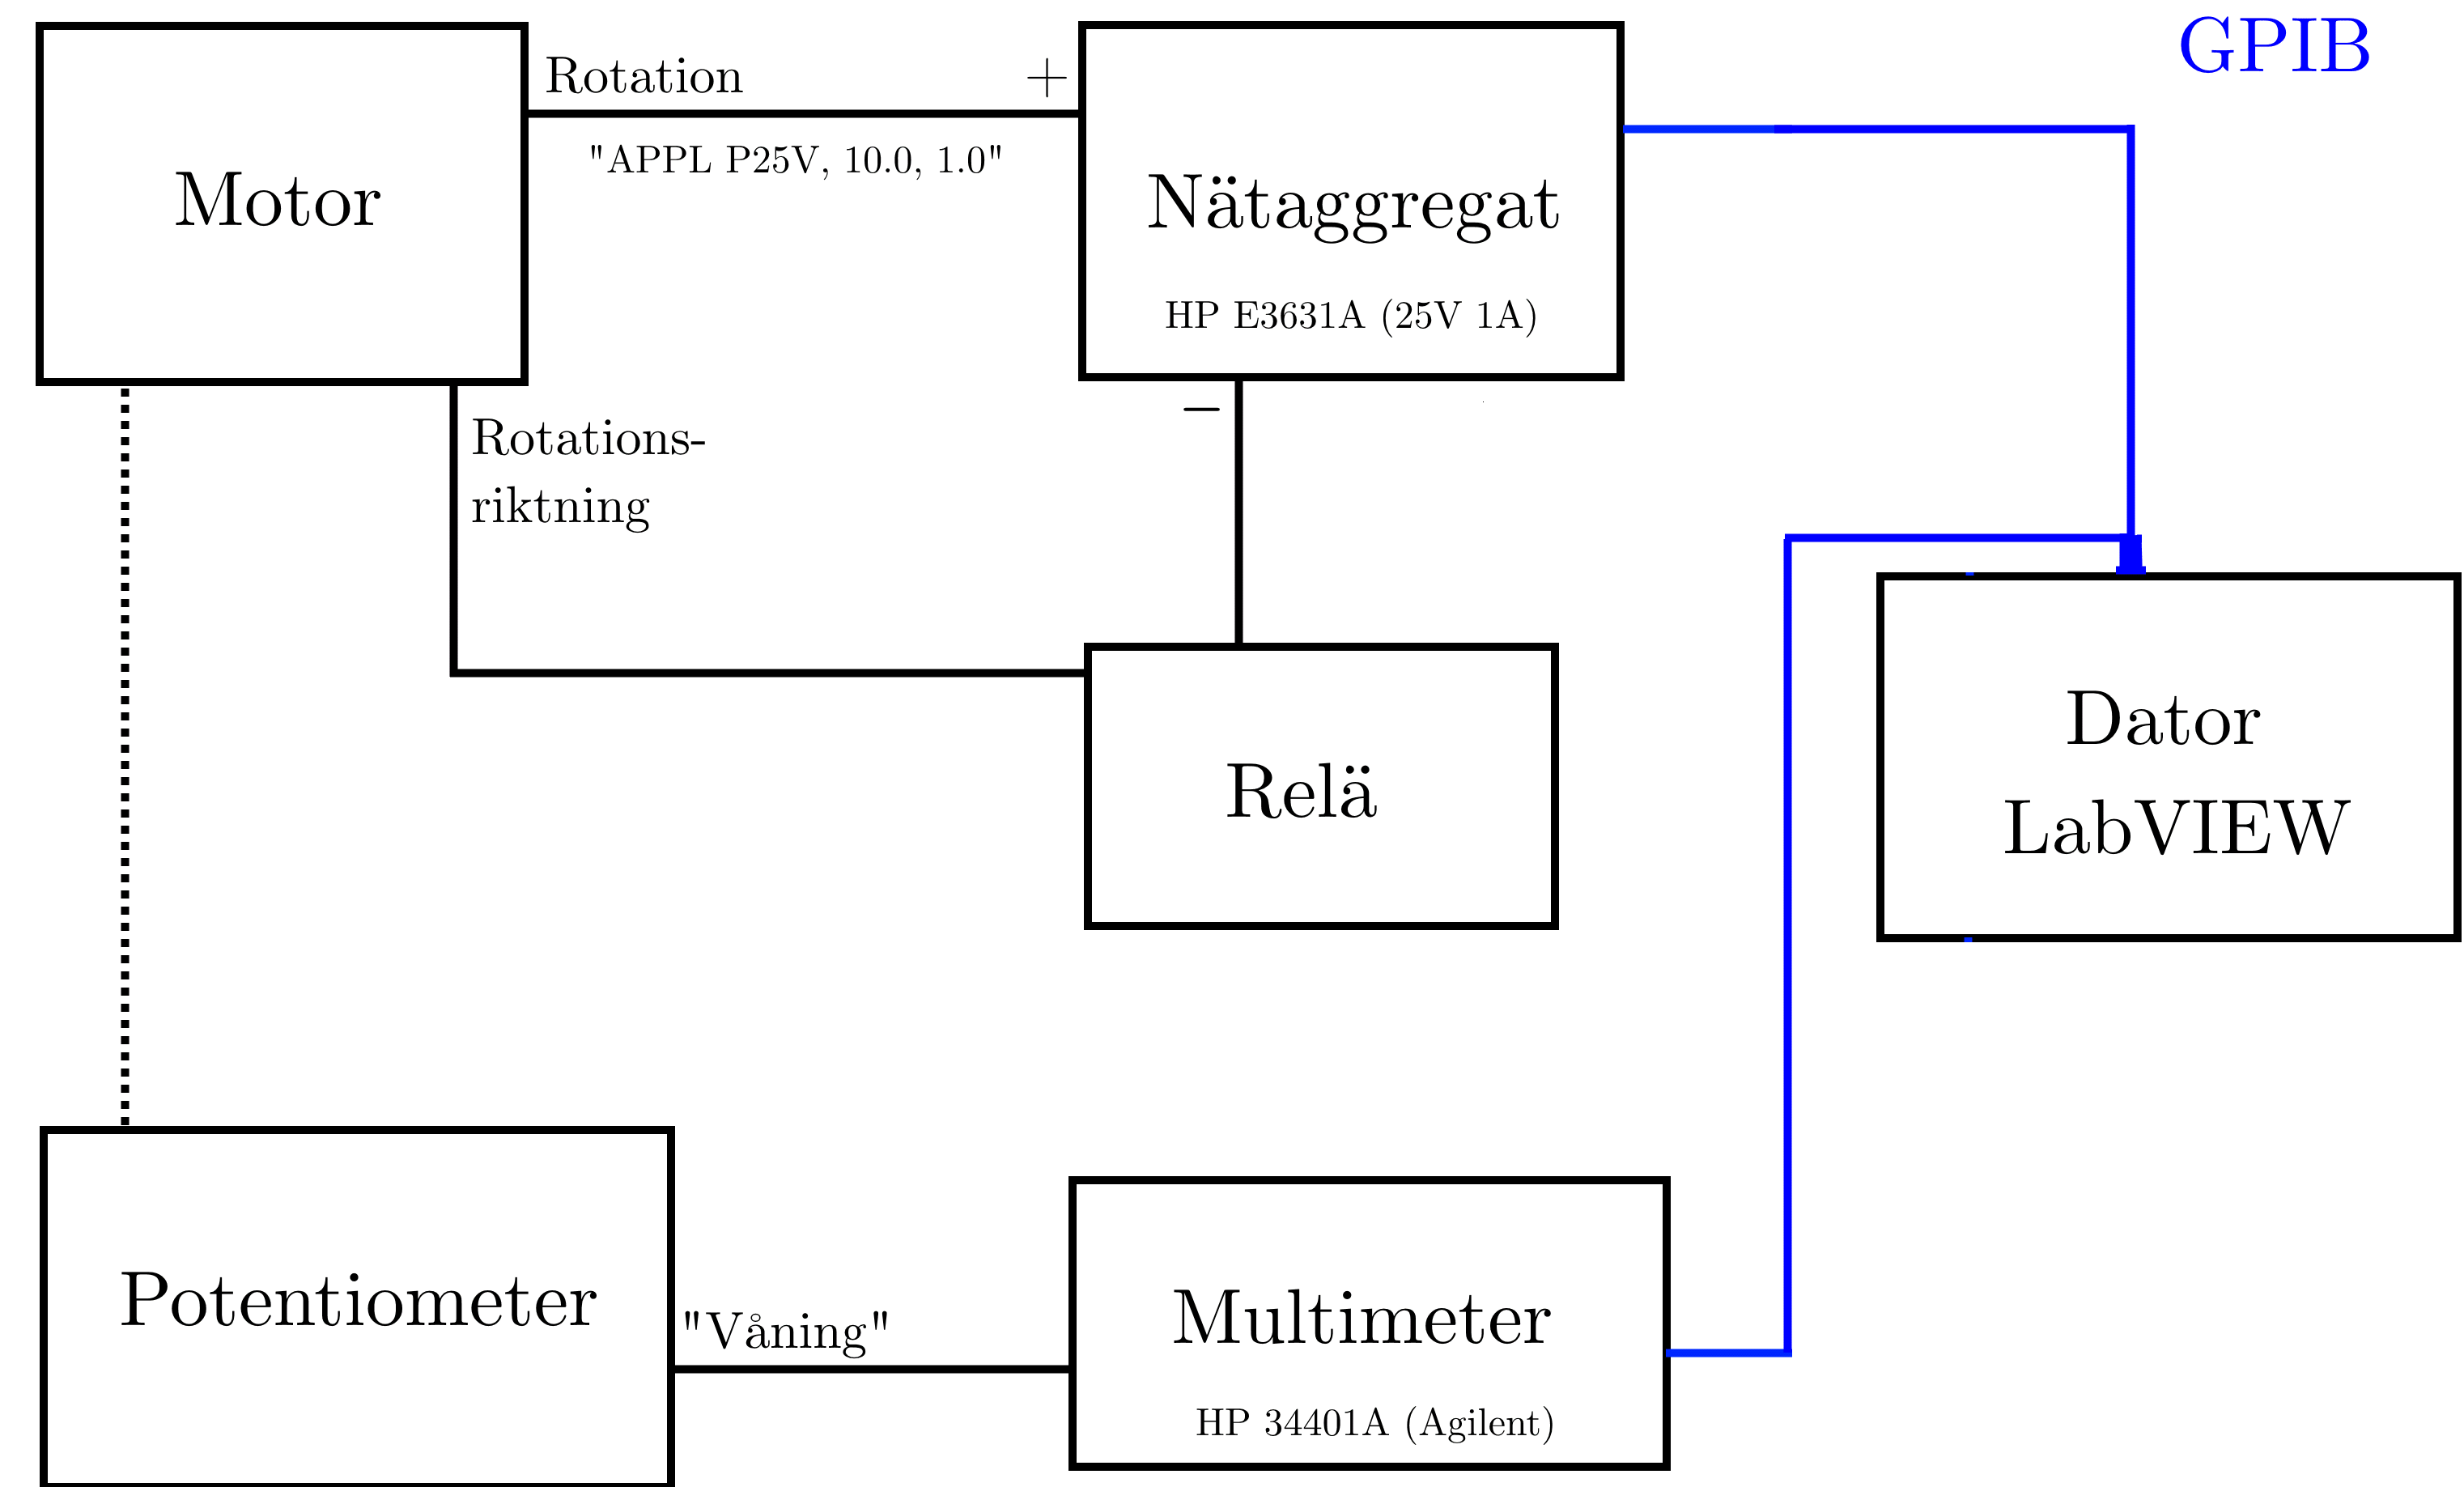 GPIB
Rotation
+
"APPL P25V, 10.0, 1.0"
Motor
Nätaggregat
HP E3631A (25V 1A)
−
Rotations-
riktning
Relä
Dator
LabVIEW
Potentiometer
"Våning"
Multimeter
HP 34401A (Agilent)